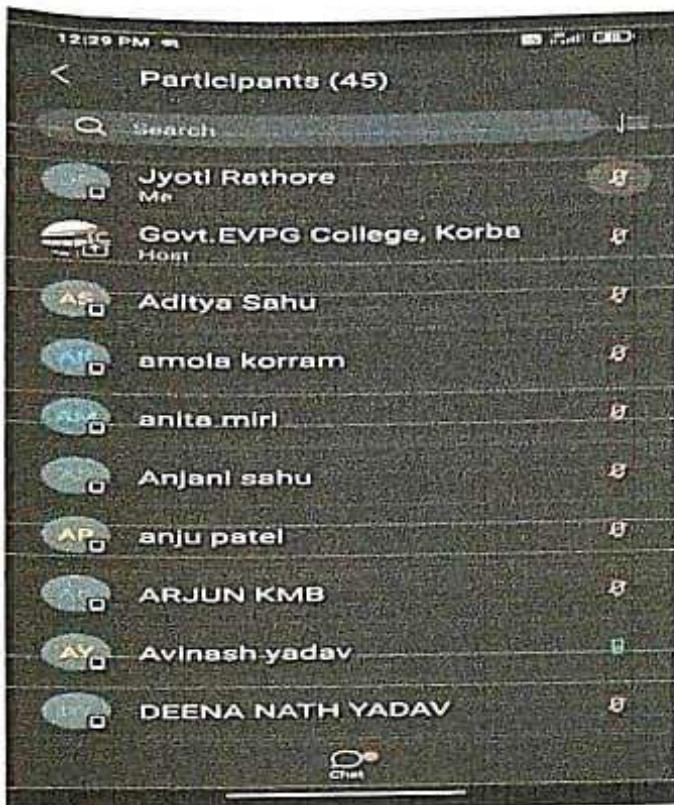 12:29 PM
Participants (45)
Search
Jyoti Rathore
Me
Govt.EVPG College, Korba
Host
AS
Aditya Sahu
amola korram
anita miri
Anjani sahu
AP
anju patel
ARJUN KMB
AY
Avinash yadav
DEENA NATH YADAV
Chat